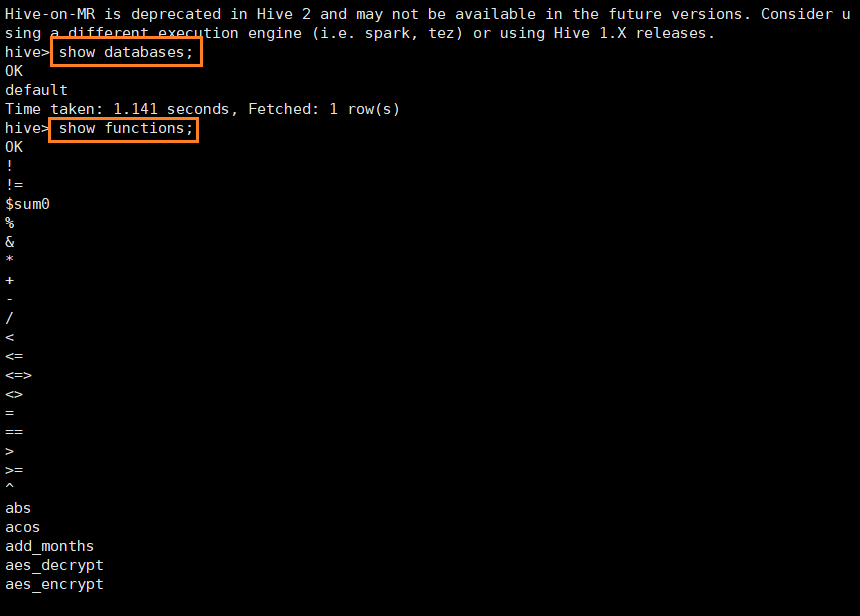 Hive-on-MR is deprecated in Hive 2 and may not be available in the future versions. Consider u
sing a different execution engine (i.e. spark, tez) or using Hive 1.X releases.
hive> show databases;
OK
default
Time taken: 1.141 seconds, Fetched: 1 row(s)
hive> show functions;
OK
!
!=
$sum0
%
&
*
+
-
/
<
<=
<=>
<>
=
==
>
>=
^
abs
acos
add_months
aes_decrypt
aes_encrypt